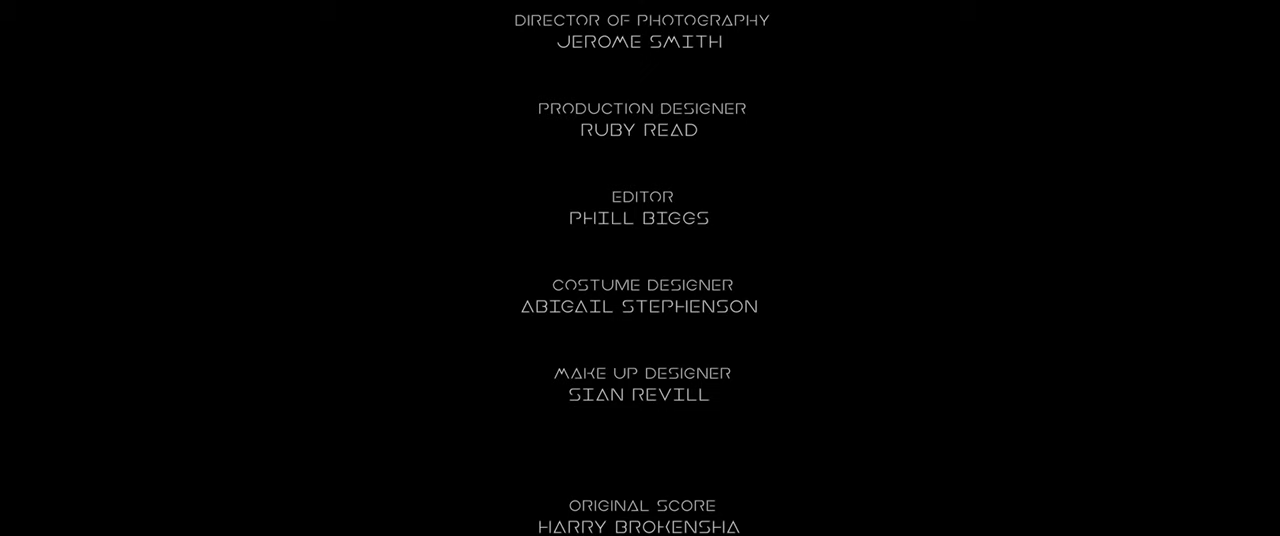 DIRECTOR OF PHOTOGRAPHY
JEROME SMITH
PRODUCTION DESIGNER
RUBY READ
EDITOR
PHILL BIGGS
COSTUME DESIGNER
ABIGAIL STEPHENSON
MAKE UP DESIGNER
SIAN REVILL
ORIGINAL SCORE
HARRY BROKENSHA